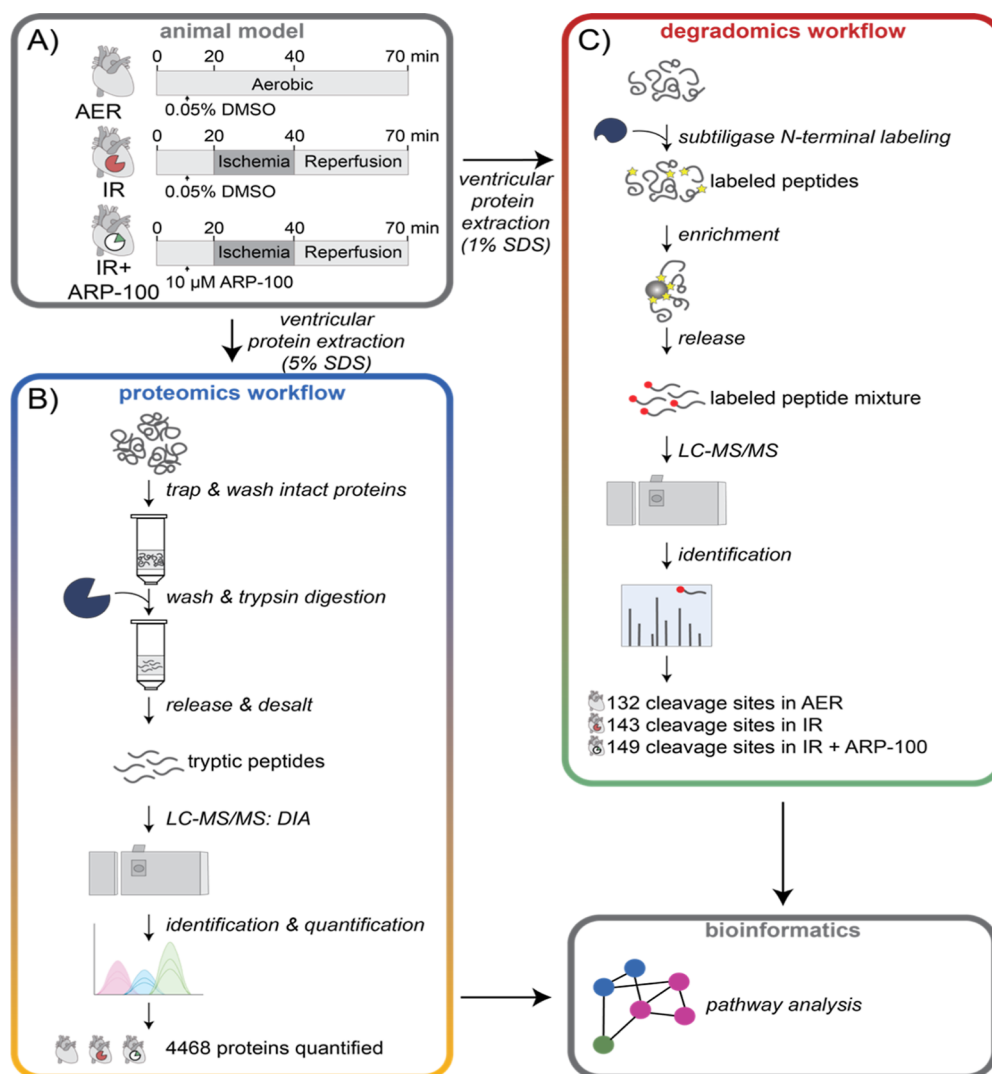 A)
animal model
0 20 40 70 min
Aerobic
AER
0.05% DMSO
0 20 40 70 min
Ischemia Reperfusion
IR
0.05% DMSO
0 20 40 70 min
Ischemia Reperfusion
IR+
ARP-100
10 µM ARP-100
ventricular
protein
extraction
(1% SDS)
ventricular
protein extraction
(5% SDS)
B)
proteomics workflow
trap & wash intact proteins
wash & trypsin digestion
release & desalt
tryptic peptides
LC-MS/MS: DIA
identification & quantification
4468 proteins quantified
C)
degradomics workflow
subtiligase N-terminal labeling
labeled peptides
enrichment
release
labeled peptide mixture
LC-MS/MS
identification
132 cleavage sites in AER
143 cleavage sites in IR
149 cleavage sites in IR + ARP-100
bioinformatics
pathway analysis